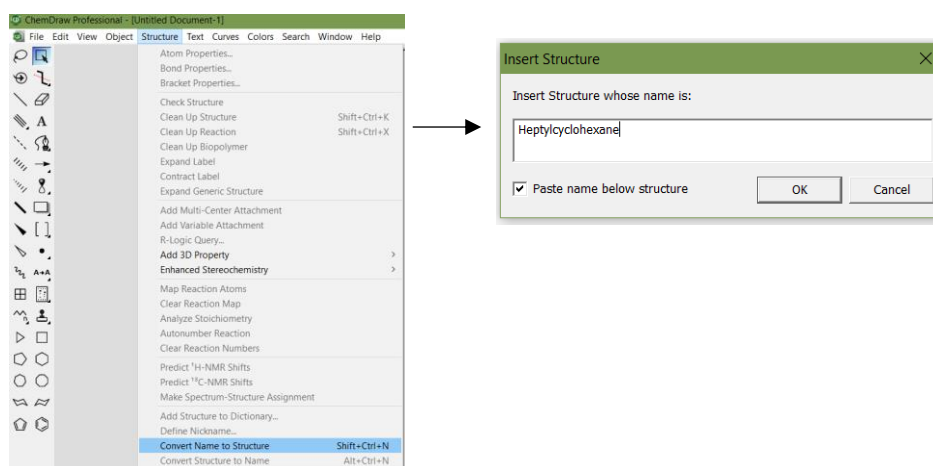 ChemDraw Professional - [Untitled Document-1]
File Edit View Object Structure Text Curves Colors Search Window Help
Atom Properties...
Bond Properties...
Bracket Properties...
Check Structure
Clean Up Structure Shift+Ctrl+K
Clean Up Reaction Shift+Ctrl+X
Clean Up Biopolymer
Expand Label
Contract Label
Expand Generic Structure
Add Multi-Center Attachment
Add Variable Attachment
R-Logic Query...
Add 3D Property >
Enhanced Stereochemistry >
Map Reaction Atoms
Clear Reaction Map
Analyze Stoichiometry
Autonumber Reaction
Clear Reaction Numbers
Predict ¹H-NMR Shifts
Predict ¹³C-NMR Shifts
Make Spectrum-Structure Assignment
Add Structure to Dictionary...
Define Nickname...
Convert Name to Structure Shift+Ctrl+N
Convert Structure to Name Alt+Ctrl+N
A
A→A
Insert Structure
Insert Structure whose name is:
Heptylcyclohexane
Paste name below structure
OK Cancel